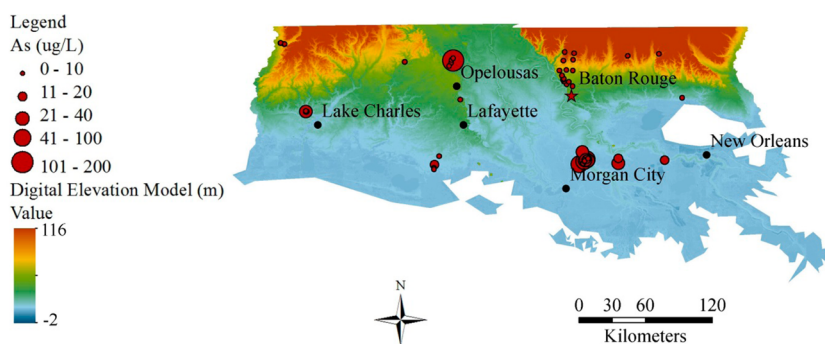 Legend
As (ug/L)
0 - 10
11 - 20
21 - 40
41 - 100
101 - 200
Digital Elevation Model (m)
Value
116
-2
Opelousas
Baton Rouge
Lake Charles
Lafayette
New Orleans
Morgan City
N
0 30 60 120
Kilometers